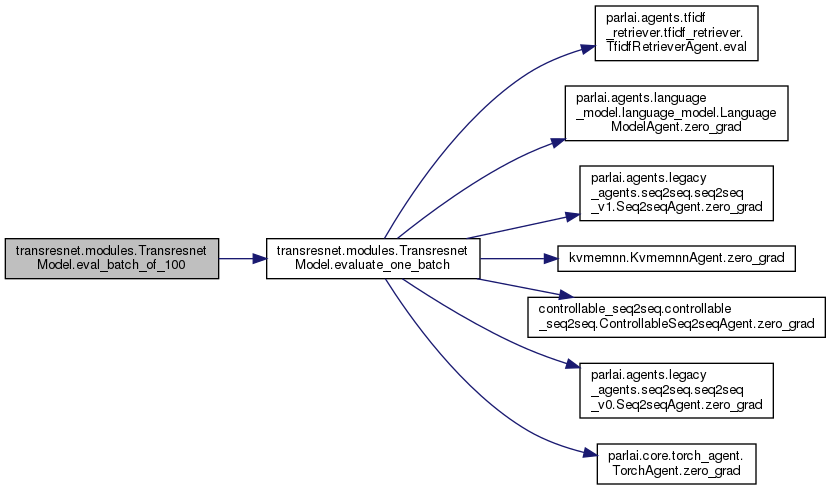 parlai.agents.tfidf
_retriever.tfidf_retriever.
TfidfRetrieverAgent.eval
parlai.agents.language
_model.language_model.Language
ModelAgent.zero_grad
parlai.agents.legacy
_agents.seq2seq.seq2seq
_v1.Seq2seqAgent.zero_grad
transresnet.modules.Transresnet
Model.eval_batch_of_100
transresnet.modules.Transresnet
Model.evaluate_one_batch
kvmemnn.KvmemnnAgent.zero_grad
controllable_seq2seq.controllable
_seq2seq.ControllableSeq2seqAgent.zero_grad
parlai.agents.legacy
_agents.seq2seq.seq2seq
_v0.Seq2seqAgent.zero_grad
parlai.core.torch_agent.
TorchAgent.zero_grad